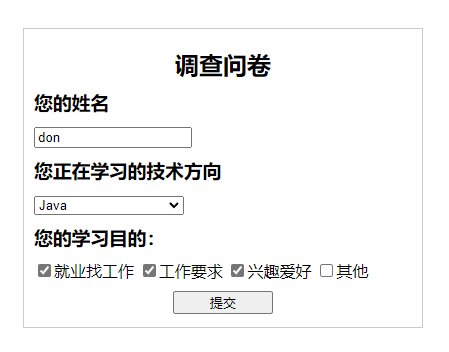 调查问卷
您的姓名
don
您正在学习的技术方向
Java
您的学习目的：
就业找工作 工作要求 兴趣爱好 其他
提交